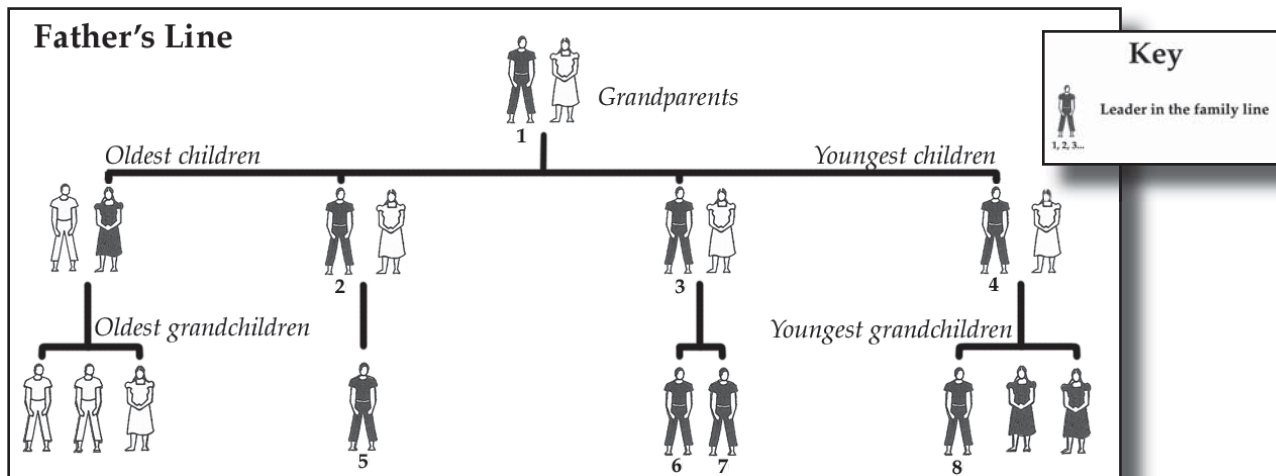 Father's Line
Key
Leader in the family line
1, 2, 3...
Grandparents
1
Oldest children
Youngest children
2
3
4
Oldest grandchildren
Youngest grandchildren
5
6
7
8